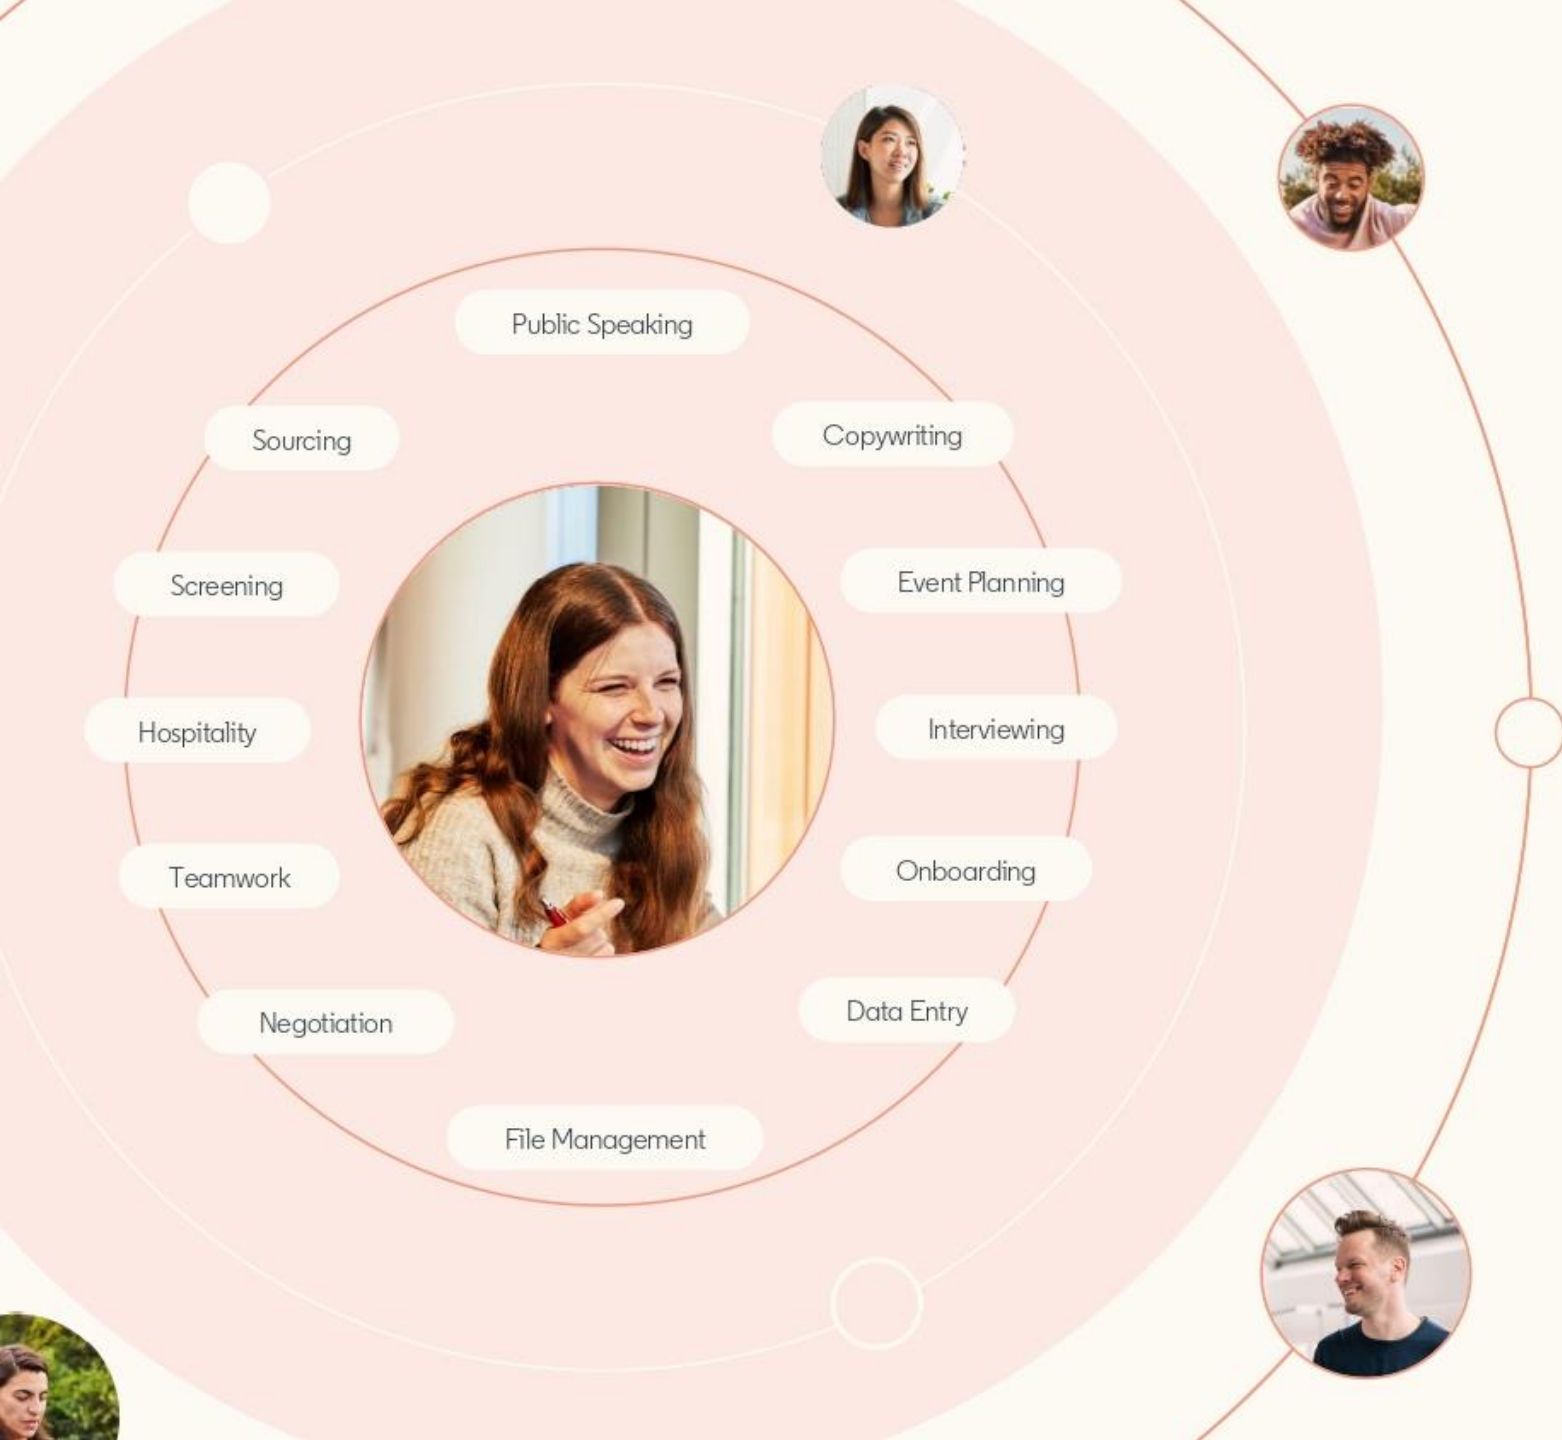 Public Speaking
Sourcing
Copywriting
Screening
Event Planning
Hospitality
Interviewing
Teamwork
Onboarding
Negotiation
Data Entry
File Management